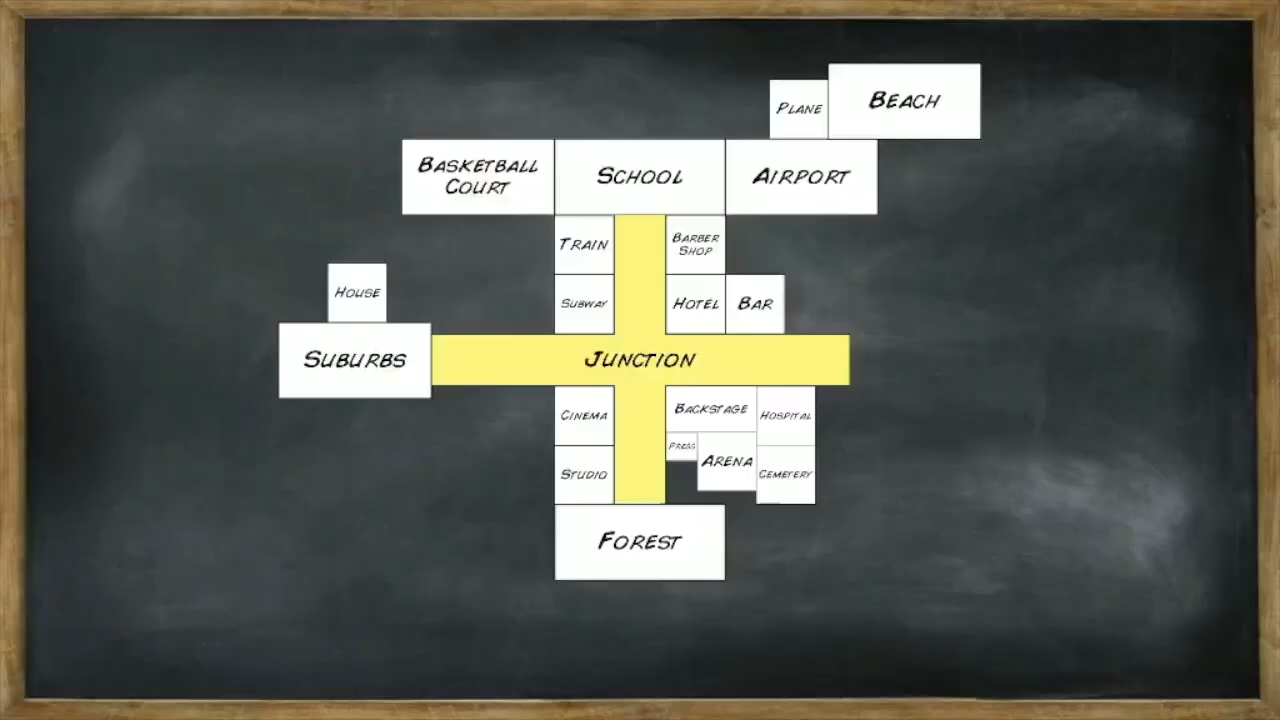 BEACH
PLANE
BASKETBALL
COURT
SCHOOL
AIRPORT
TRAIN
BARBER
SHOP
HOUSE
SUBWAY
HOTEL
BAR
SUBURBS
JUNCTION
CINEMA
BACKSTAGE
HOSPITAL
PRESS
ARENA
STUDIO
CEMETERY
FOREST